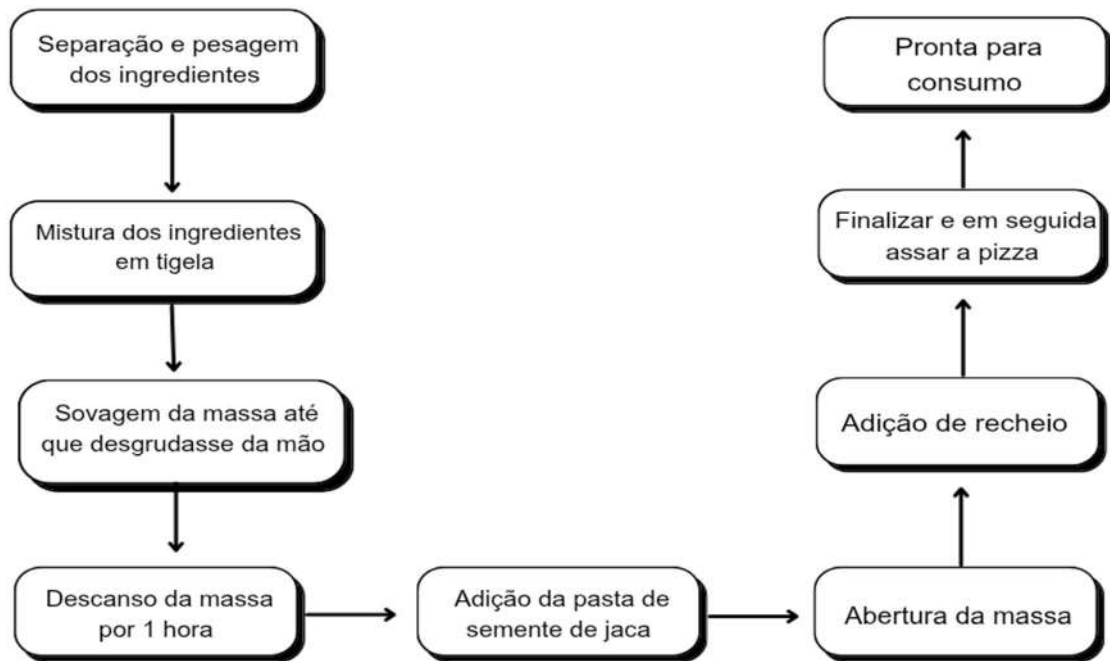 Separação e pesagem
dos ingredientes
Mistura dos ingredientes
em tigela
Sovagem da massa até
que desgrudasse da mão
Descanso da massa
por 1 hora
Adição da pasta de
semente de jaca
Abertura da massa
Adição de recheio
Finalizar e em seguida
assar a pizza
Pronta para
consumo